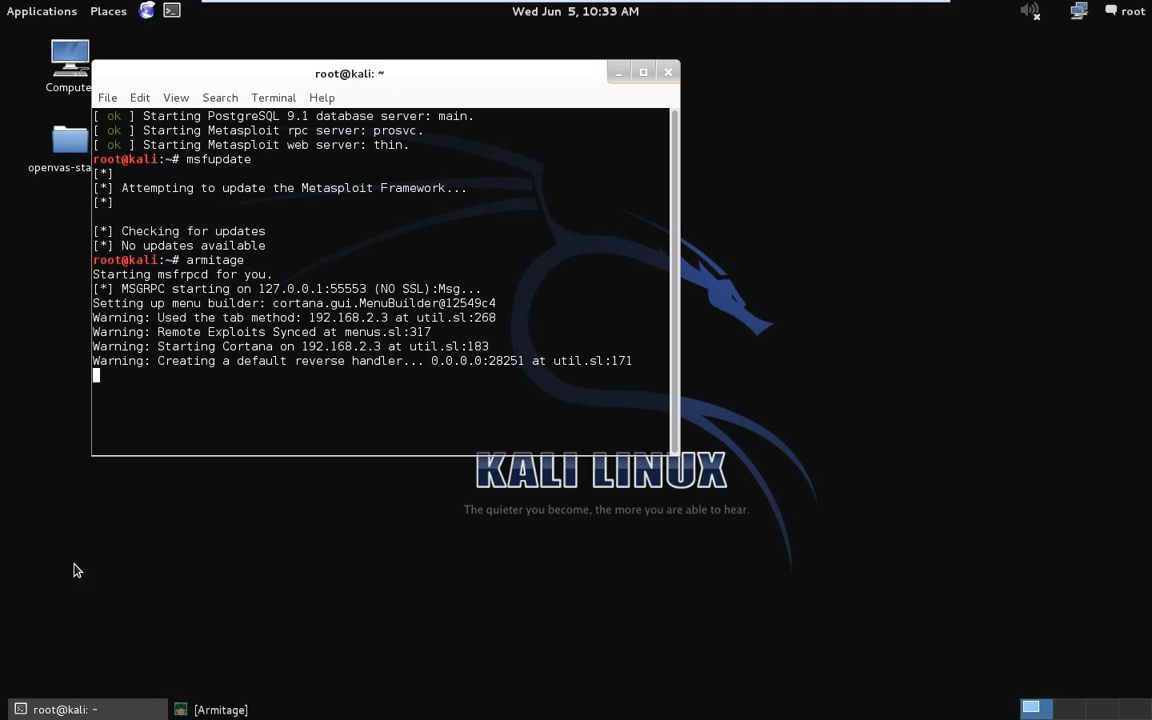 Applications Places Wed Jun 5, 10:33 AM root
Compute
openvas-sta
root@kali: ~
File Edit View Search Terminal Help
[ ok ] Starting PostgreSQL 9.1 database server: main.
[ ok ] Starting Metasploit rpc server: prosvc.
[ ok ] Starting Metasploit web server: thin.
root@kali:~# msfupdate
[*]
[*] Attempting to update the Metasploit Framework...
[*]
[*] Checking for updates
[*] No updates available
root@kali:~# armitage
Starting msfrpcd for you.
[*] MSGRPC starting on 127.0.0.1:55553 (NO SSL):Msg...
Setting up menu builder: cortana.gui.MenuBuilder@12549c4
Warning: Used the tab method: 192.168.2.3 at util.sl:268
Warning: Remote Exploits Synced at menus.sl:317
Warning: Starting Cortana on 192.168.2.3 at util.sl:183
Warning: Creating a default reverse handler... 0.0.0.0:28251 at util.sl:171
KALI LINUX
The quieter you become, the more you are able to hear.
root@kali: ~ [Armitage]